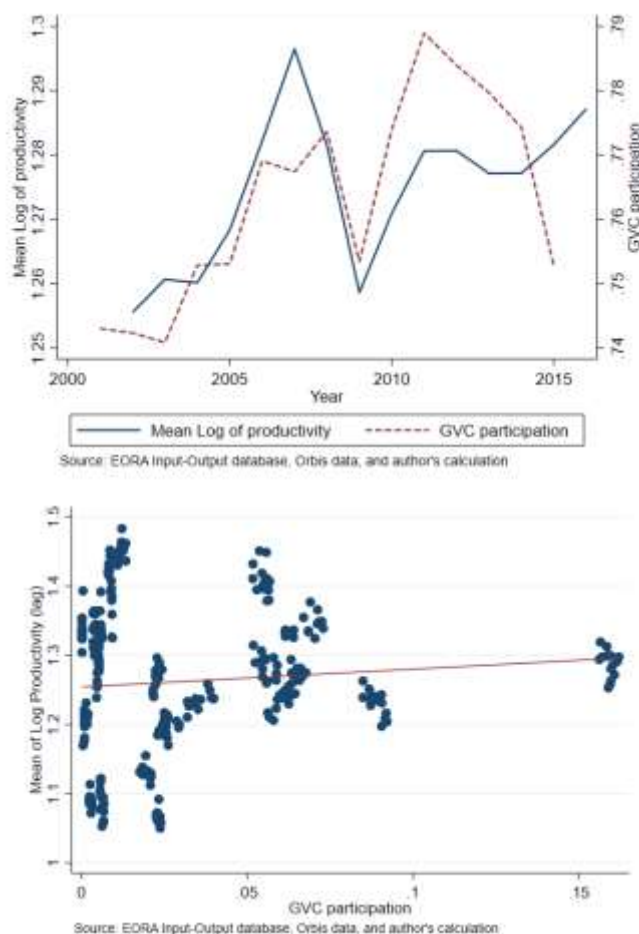 1.3
1.29
1.28
1.27
1.26
1.25
Mean Log of productivity
.79
.78
.77
.76
.75
.74
GVC participation
2000 2005 2010 2015
Year
Mean Log of productivity GVC participation
Source: EORA Input-Output database, Orbis data, and author's calculation
1.5
1.4
1.3
1.2
1.1
1
Mean of Log Productivity (lag)
0 .05 .1 .15
GVC participation
Source: EORA Input-Output database, Orbis data, and author's calculation